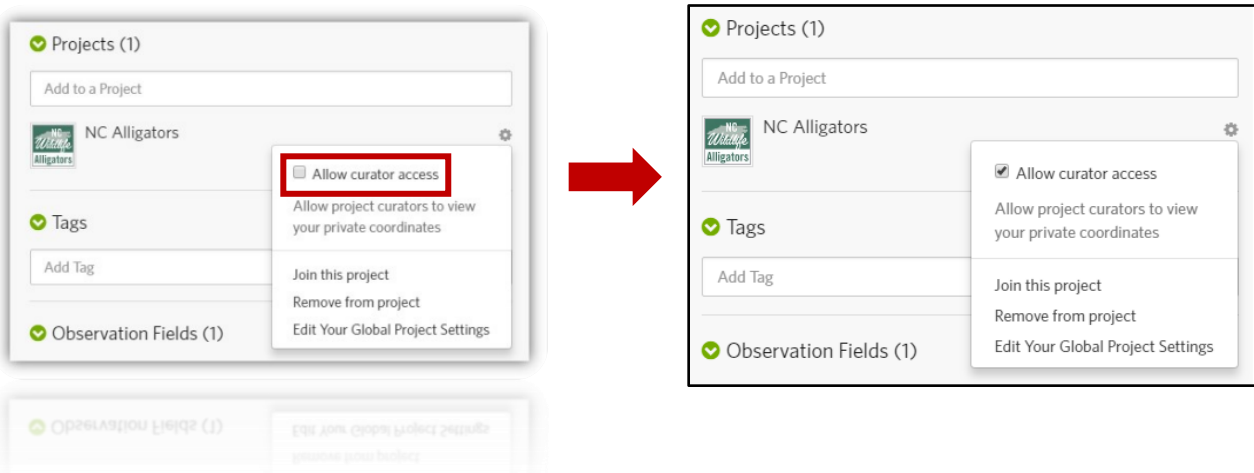 Projects (1)
Add to a Project
NC
Wildlife
Alligators
NC Alligators
Allow curator access
Allow project curators to view
your private coordinates
Tags
Add Tag
Join this project
Remove from project
Edit Your Global Project Settings
Observation Fields (1)
Projects (1)
Add to a Project
NC
Wildlife
Alligators
NC Alligators
Allow curator access
Allow project curators to view
your private coordinates
Tags
Add Tag
Join this project
Remove from project
Edit Your Global Project Settings
Observation Fields (1)